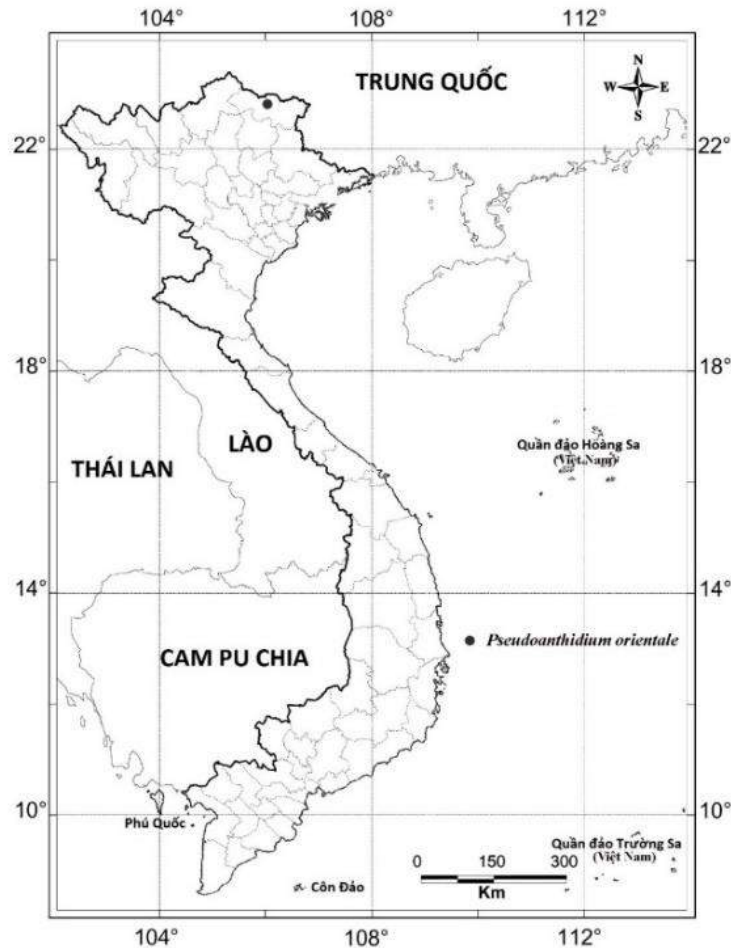 104° 108° 112°
TRUNG QUỐC
N
W E
S
22° 22°
18° 18°
LÀO
THÁI LAN
Quần đảo Hoàng Sa
(Việt Nam)
14° 14°
Pseudoanthidium orientale
CAM PU CHIA
10° 10°
Phú Quốc
Quần đảo Trường Sa
(Việt Nam)
0 150 300
Km
Côn Đảo
104° 108° 112°